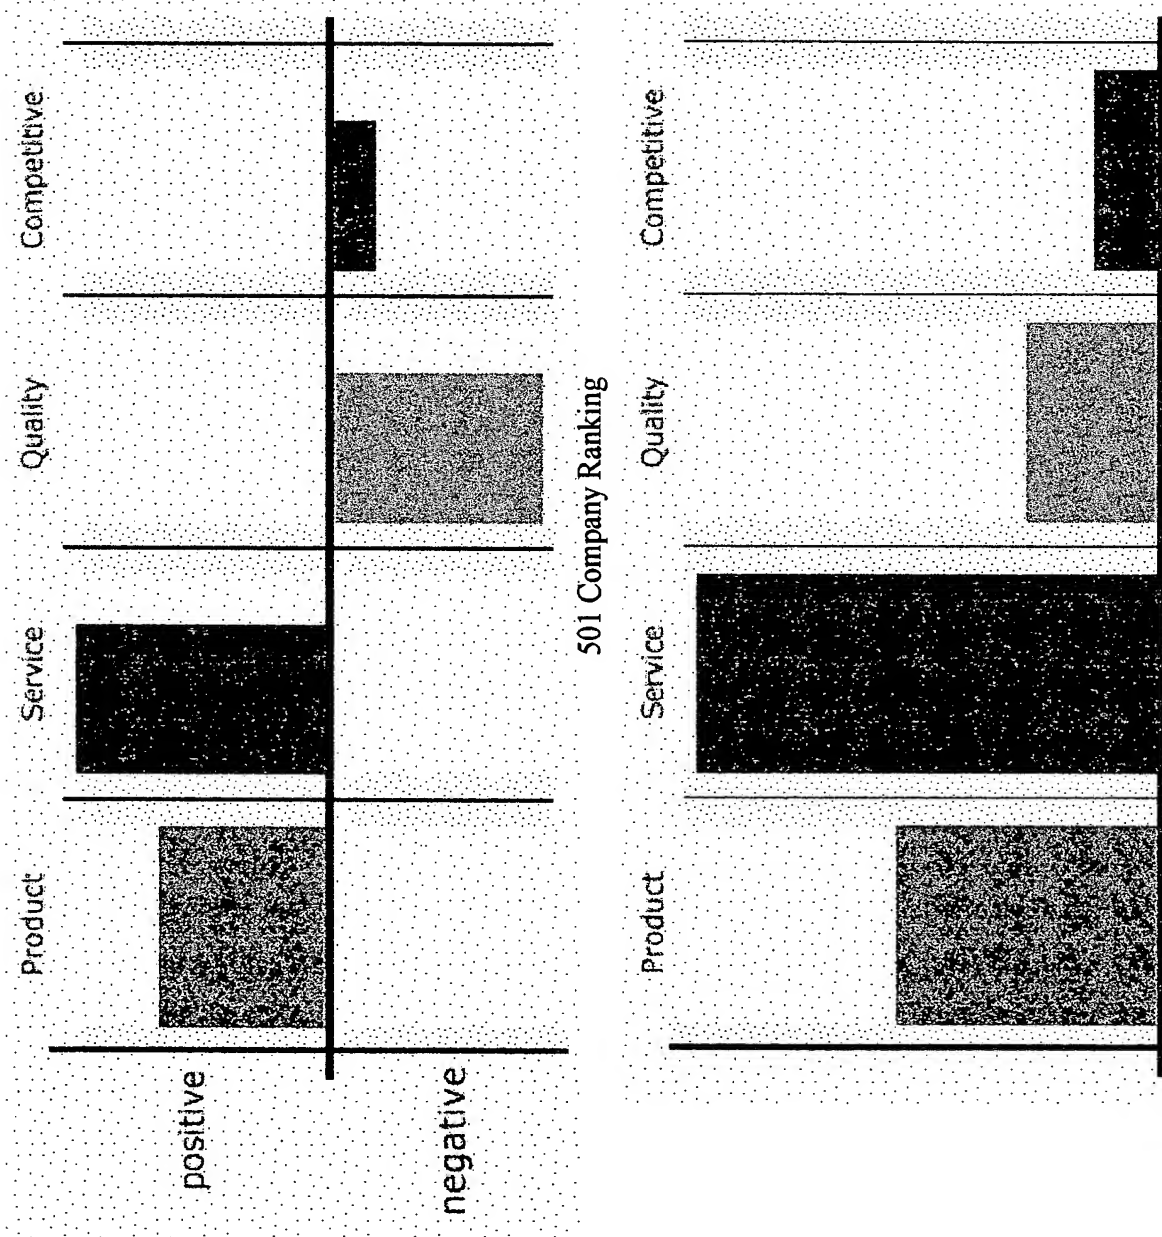 Product Service Quality Competitive
positive
negative
501 Company Ranking
Product Service Quality Competitive